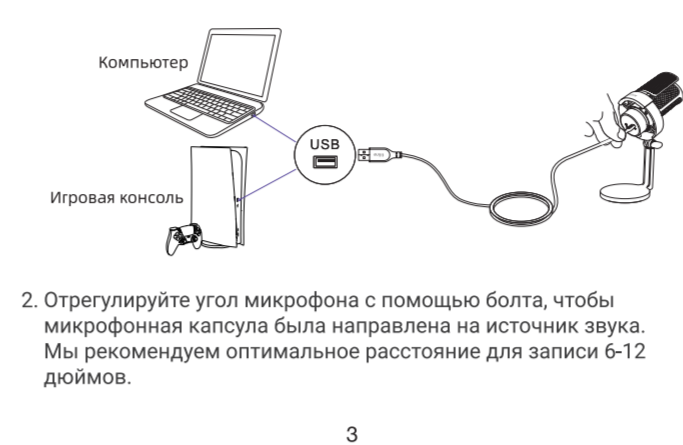 Компьютер
USB
Игровая консоль
2. Отрегулируйте угол микрофона с помощью болта, чтобы
микрофонная капсула была направлена на источник звука.
Мы рекомендуем оптимальное расстояние для записи 6-12
дюймов.
3